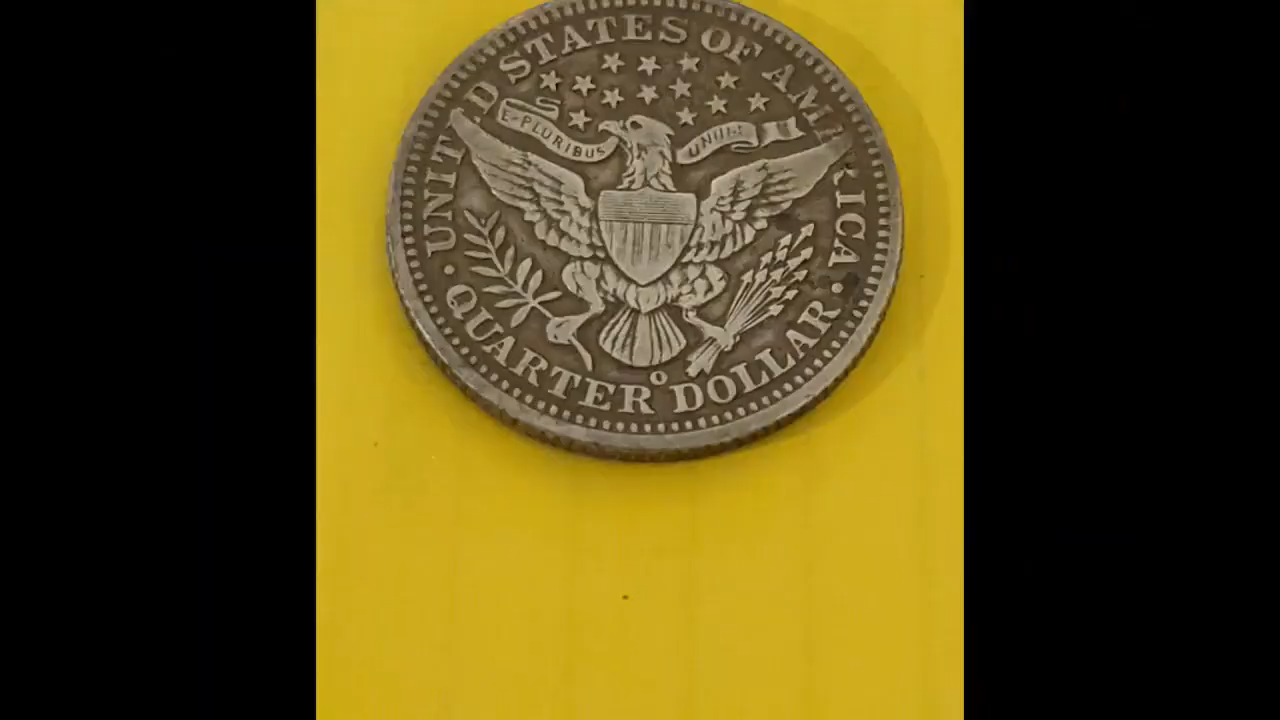 UNITED STATES OF AMERICA
E·PLURIBUS UNUM
O
· QUARTER DOLLAR ·